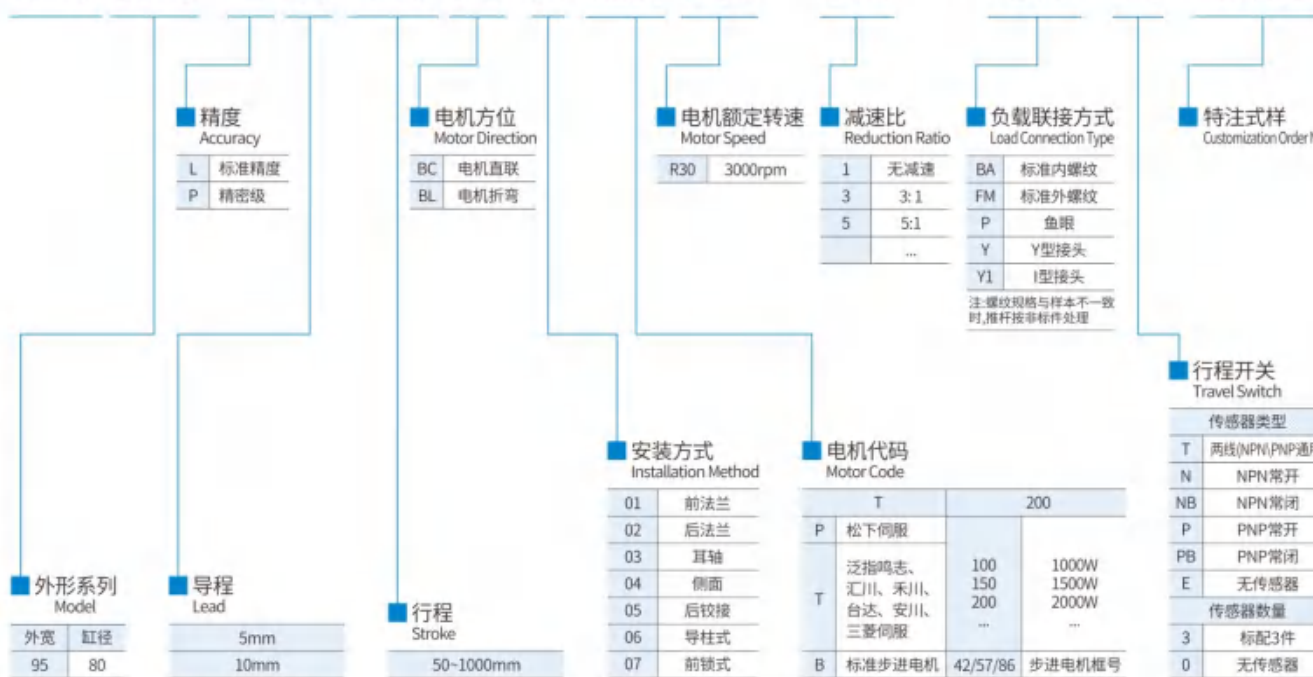 精度
Accuracy
L 标准精度
P 精密级
电机方位
Motor Direction
BC 电机直联
BL 电机折弯
电机额定转速
Motor Speed
R30 3000rpm
减速比
Reduction Ratio
1 无减速
3 3:1
5 5:1
...
负载联接方式
Load Connection Type
BA 标准内螺纹
FM 标准外螺纹
P 鱼眼
Y Y型接头
Y1 I型接头
注:螺纹规格与样本不一致
时,推杆按非标件处理
特注式样
Customization Order
外形系列
Model
外宽 缸径
95 80
导程
Lead
5mm
10mm
行程
Stroke
50~1000mm
安装方式
Installation Method
01 前法兰
02 后法兰
03 耳轴
04 侧面
05 后铰接
06 导柱式
07 前锁式
电机代码
Motor Code
T 200
P 松下伺服
T 泛指鸣志、
汇川、禾川、
台达、安川、
三菱伺服
100 1000W
150 1500W
200 2000W
... ...
B 标准步进电机 42/57/86 步进电机框号
行程开关
Travel Switch
传感器类型
T 两线(NPN\PNP通
N NPN常开
NB NPN常闭
P PNP常开
PB PNP常闭
E 无传感器
传感器数量
3 标配3件
0 无传感器